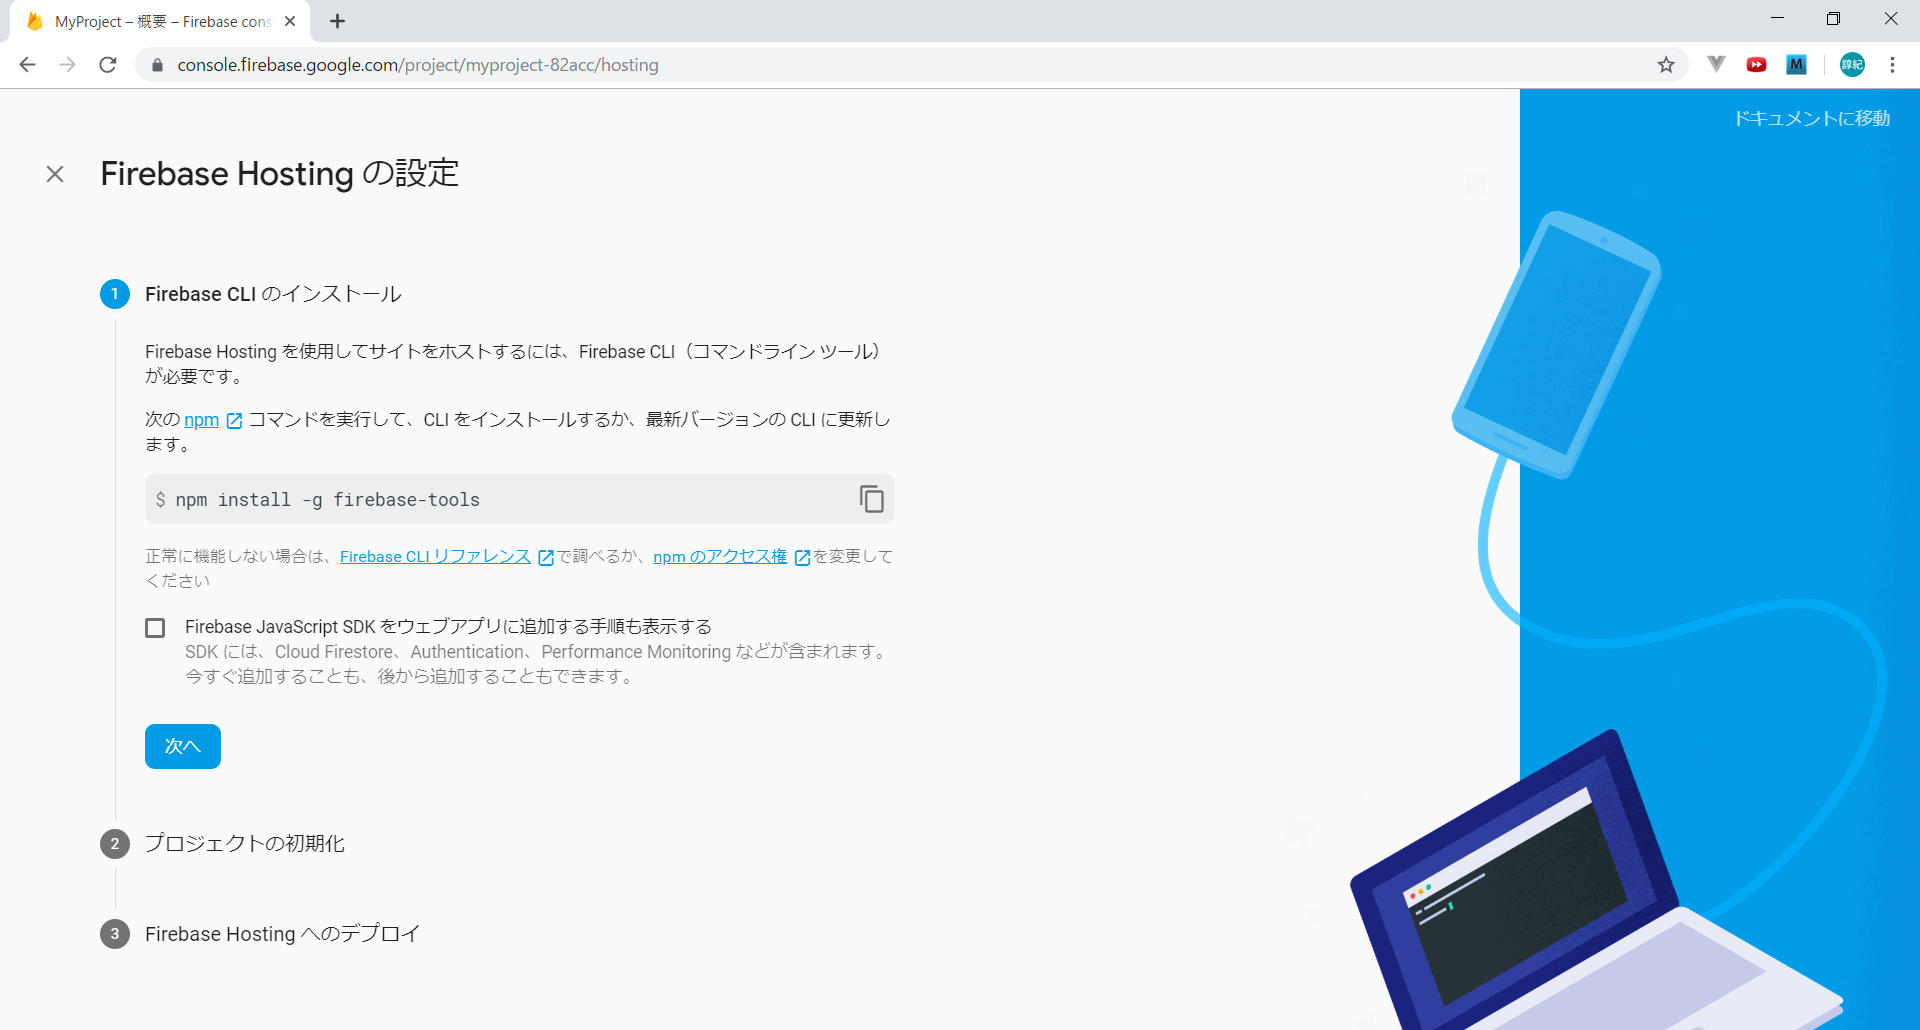 MyProject – 概要 – Firebase cons
console.firebase.google.com/project/myproject-82acc/hosting
M
諄紀
ドキュメントに移動
Firebase Hosting の設定
1 Firebase CLI のインストール
Firebase Hosting を使用してサイトをホストするには、Firebase CLI（コマンドライン ツール）
が必要です。
次の npm コマンドを実行して、CLI をインストールするか、最新バージョンの CLI に更新し
ます。
$ npm install -g firebase-tools
正常に機能しない場合は、Firebase CLI リファレンス で調べるか、npm のアクセス権 を変更して
ください
Firebase JavaScript SDK をウェブアプリに追加する手順も表示する
SDK には、Cloud Firestore、Authentication、Performance Monitoring などが含まれます。
今すぐ追加することも、後から追加することもできます。
次へ
2 プロジェクトの初期化
3 Firebase Hosting へのデプロイ